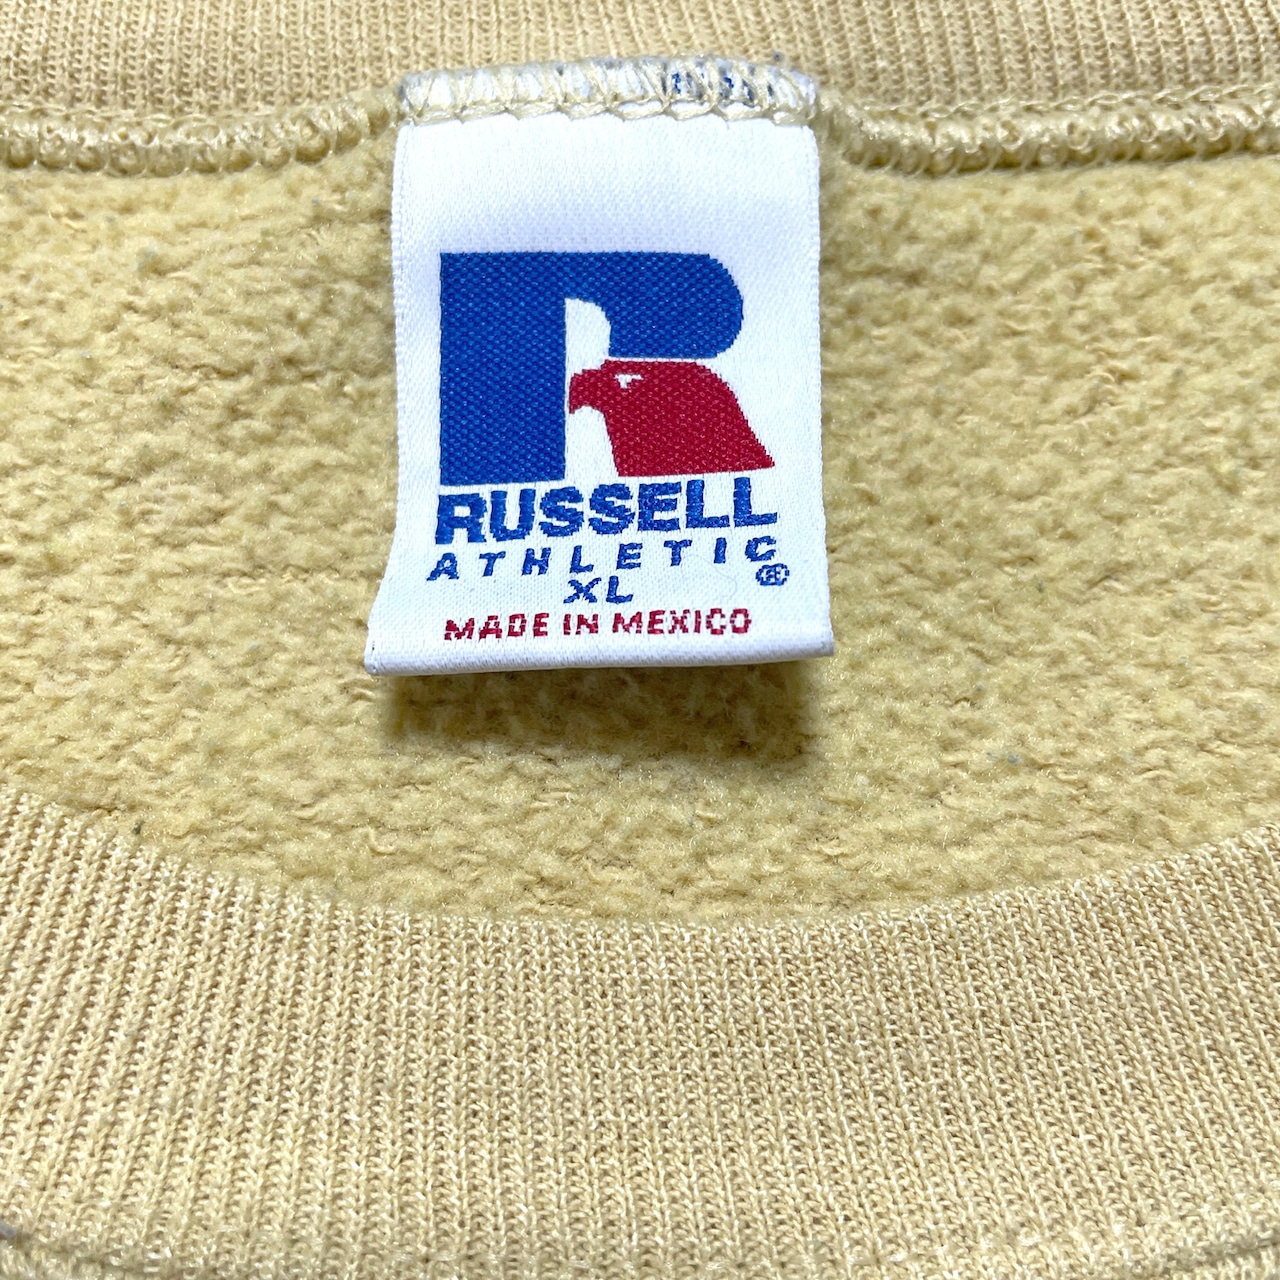 R
RUSSELL
ATHLETIC
®
XL
MADE IN MEXICO